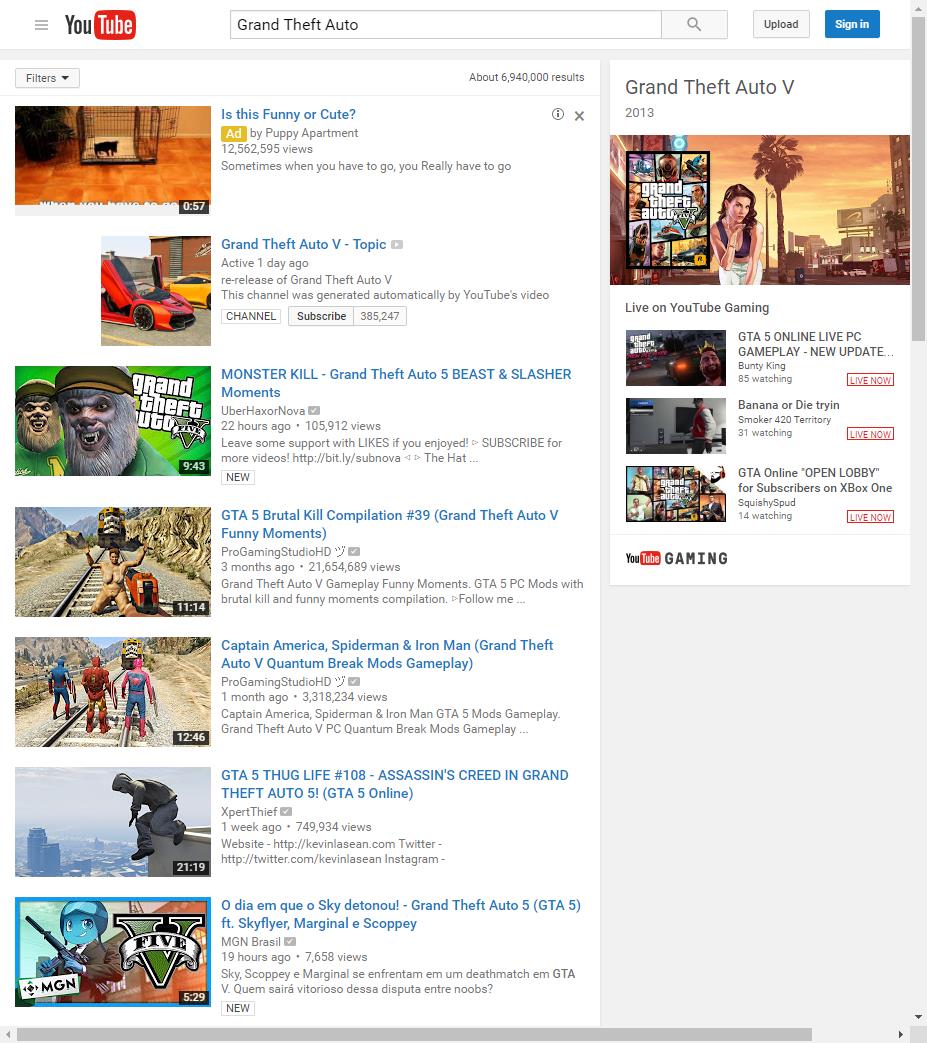 YouTube
Grand Theft Auto
Upload
Sign in
Filters
About 6,940,000 results
Is this Funny or Cute?
Ad by Puppy Apartment
12,562,595 views
Sometimes when you have to go, you Really have to go
0:57
Grand Theft Auto V - Topic
Active 1 day ago
re-release of Grand Theft Auto V
This channel was generated automatically by YouTube's video
CHANNEL Subscribe 385,247
grand
theft
auto
FIVE
9:43
MONSTER KILL - Grand Theft Auto 5 BEAST & SLASHER
Moments
UberHaxorNova
22 hours ago • 105,912 views
Leave some support with LIKES if you enjoyed! ▹ SUBSCRIBE for
more videos! http://bit.ly/subnova ◃ ▹ The Hat ...
NEW
11:14
GTA 5 Brutal Kill Compilation #39 (Grand Theft Auto V
Funny Moments)
ProGamingStudioHD ヅ
3 months ago • 21,654,689 views
Grand Theft Auto V Gameplay Funny Moments. GTA 5 PC Mods with
brutal kill and funny moments compilation. ▹Follow me ...
12:46
Captain America, Spiderman & Iron Man (Grand Theft
Auto V Quantum Break Mods Gameplay)
ProGamingStudioHD ヅ
1 month ago • 3,318,234 views
Captain America, Spiderman & Iron Man GTA 5 Mods Gameplay.
Grand Theft Auto V PC Quantum Break Mods Gameplay ...
21:19
GTA 5 THUG LIFE #108 - ASSASSIN'S CREED IN GRAND
THEFT AUTO 5! (GTA 5 Online)
XpertThief
1 week ago • 749,934 views
Website - http://kevinlasean.com Twitter -
http://twitter.com/kevinlasean Instagram -
V
FIVE
MGN
5:29
O dia em que o Sky detonou! - Grand Theft Auto 5 (GTA 5)
ft. Skyflyer, Marginal e Scoppey
MGN Brasil
19 hours ago • 7,658 views
Sky, Scoppey e Marginal se enfrentam em um deathmatch em GTA
V. Quem sairá vitorioso dessa disputa entre noobs?
NEW
Grand Theft Auto V
2013
grand
theft
auto
V
Live on YouTube Gaming
GTA 5 ONLINE LIVE PC
GAMEPLAY - NEW UPDATE...
Bunty King
85 watching LIVE NOW
Banana or Die tryin
Smoker 420 Territory
31 watching LIVE NOW
GTA Online "OPEN LOBBY"
for Subscribers on XBox One
SquishySpud
14 watching LIVE NOW
YouTube GAMING